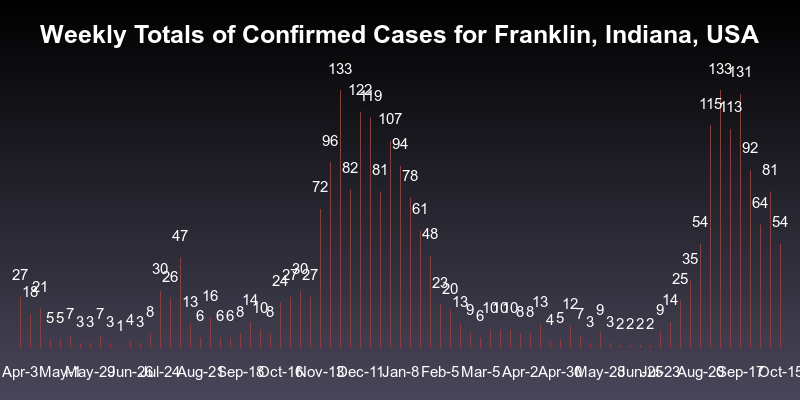 Weekly Totals of Confirmed Cases for Franklin, Indiana, USA
27 18 21 5 5 7 3 3 7 3 1 4 3 8 30 26 47 13 6 16 6 6 8 14 10 8 24 27 30 27 72 96 133 82 122 119 81 107 94 78 61 48 23 20 13 9 6 10 10 10 8 8 13 4 5 12 7 3 9 3 2 2 2 2 9 14 25 35 54 115 133 113 131 92 64 81 54
Apr-3 May-1 May-29 Jun-26 Jul-24 Aug-21 Sep-18 Oct-16 Nov-13 Dec-11 Jan-8 Feb-5 Mar-5 Apr-2 Apr-30 May-28 Jun-25 Jul-23 Aug-20 Sep-17 Oct-15